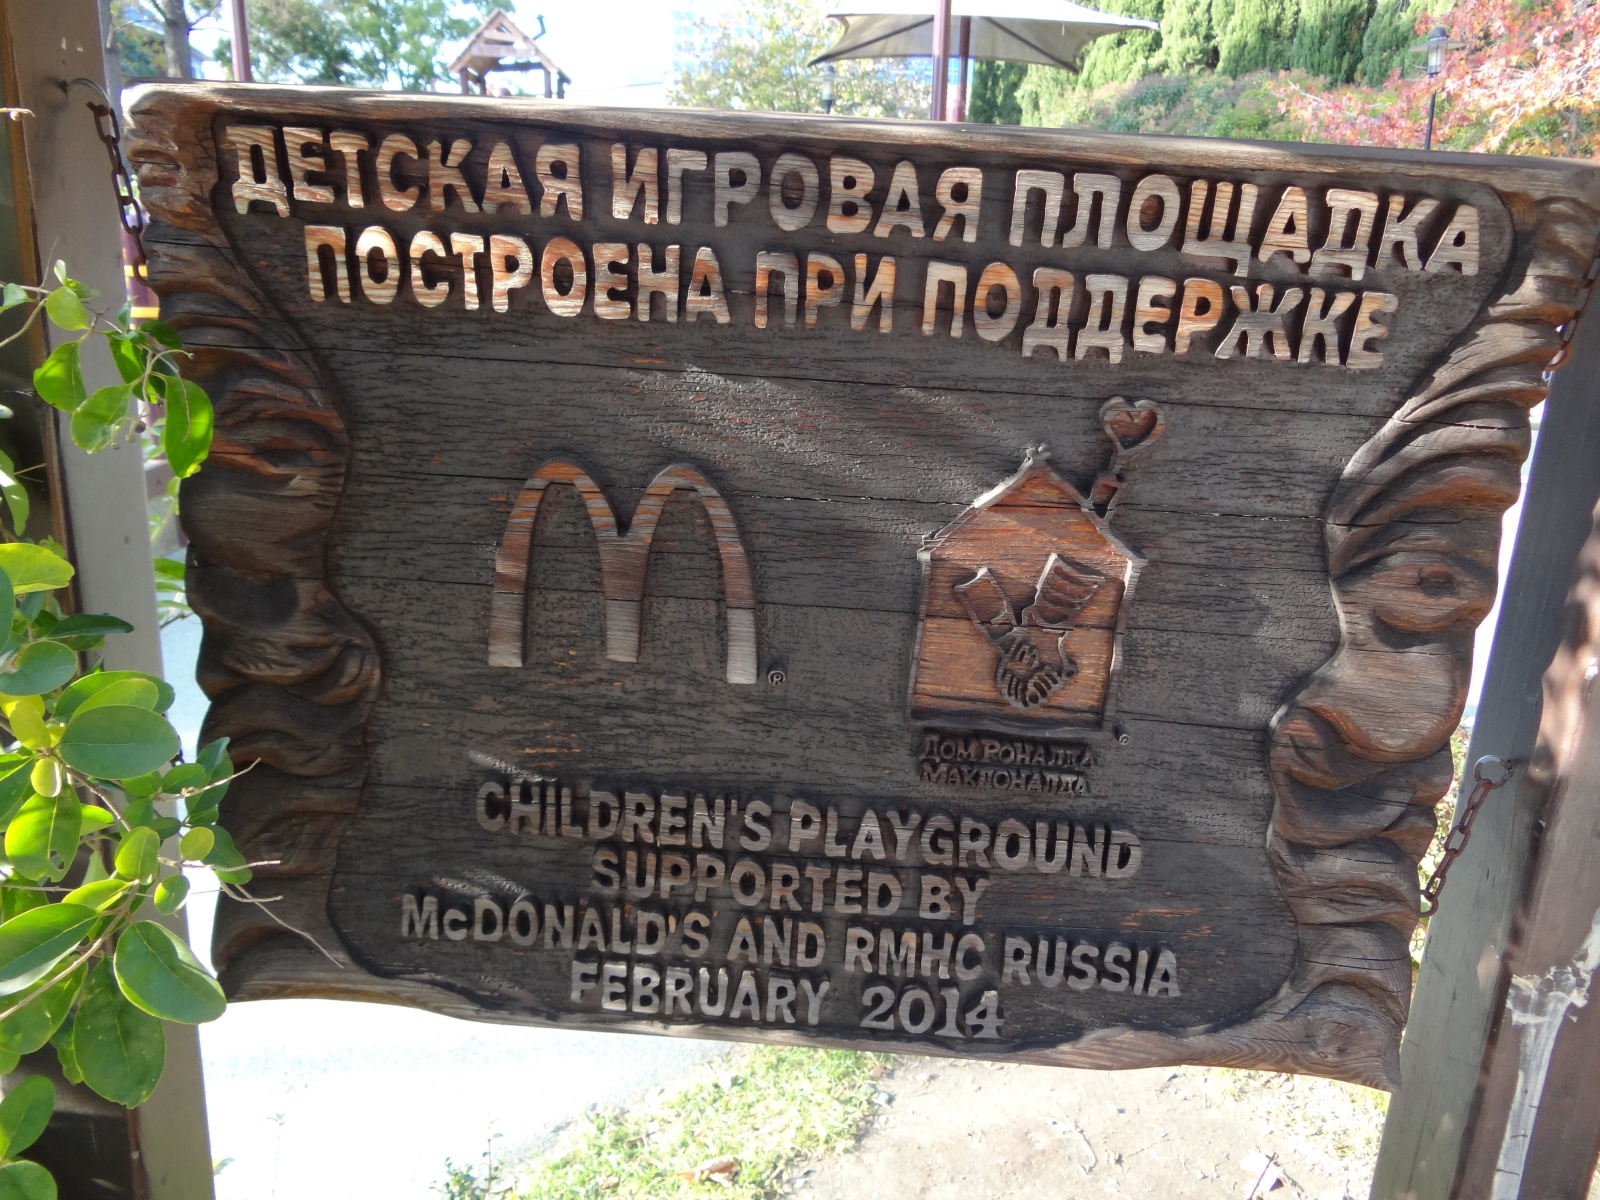 ДЕТСКАЯ ИГРОВАЯ ПЛОЩАДКА
ПОСТРОЕНА ПРИ ПОДДЕРЖКЕ
®
ДОМ РОНАЛДА
МАКДОНАЛДА
CHILDREN'S PLAYGROUND
SUPPORTED BY
McDONALD'S AND RMHC RUSSIA
FEBRUARY 2014